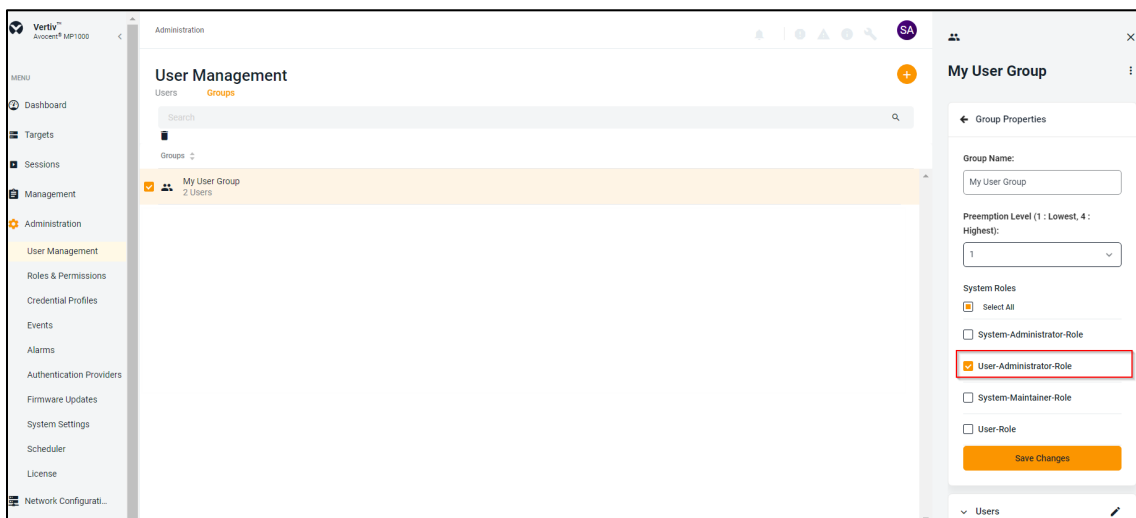 Vertiv™
Avocent® MP1000
MENU
Dashboard
Targets
Sessions
Management
Administration
User Management
Roles & Permissions
Credential Profiles
Events
Alarms
Authentication Providers
Firmware Updates
System Settings
Scheduler
License
Network Configurati...
Administration
SA
User Management
Users Groups
Search
Groups
My User Group
2 Users
My User Group
Group Properties
Group Name:
My User Group
Preemption Level (1 : Lowest, 4 :
Highest):
1
System Roles
Select All
System-Administrator-Role
User-Administrator-Role
System-Maintainer-Role
User-Role
Save Changes
Users